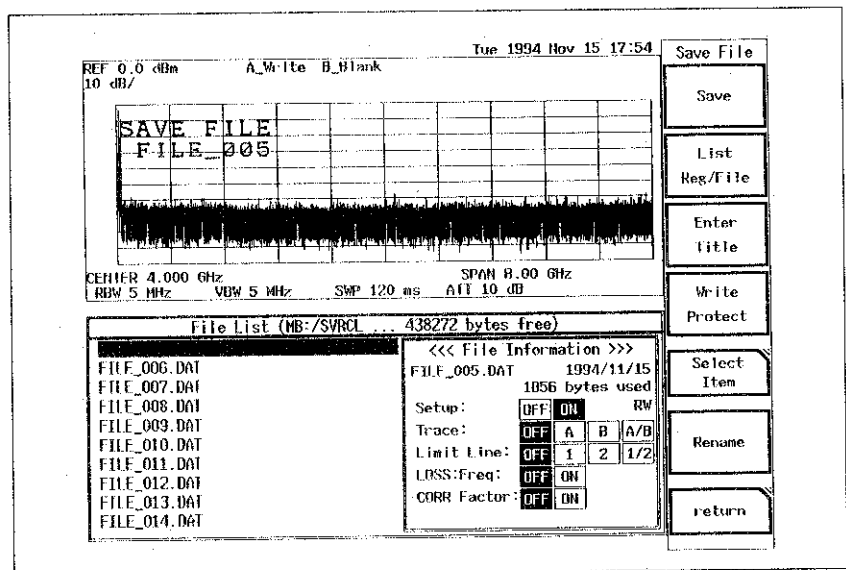 Tue 1994 Nov 15 17:54
REF 0.0 dBm A_Write B_Blank
10 dB/
SAVE FILE
FILE_005
CENTER 4.000 GHz SPAN 8.00 GHz
RBW 5 MHz VBW 5 MHz SWP 120 ms ATT 10 dB
File List (MB:/SVRCL ... 438272 bytes free)
FILE_006.DAT
FILE_007.DAT
FILE_008.DAT
FILE_009.DAT
FILE_010.DAT
FILE_011.DAT
FILE_012.DAT
FILE_013.DAT
FILE_014.DAT
<<< File Information >>>
FILE_005.DAT 1994/11/15
1056 bytes used
Setup: OFF ON RW
Trace: OFF A B A/B
Limit Line: OFF 1 2 1/2
LOSS:Freq: OFF ON
CORR Factor: OFF ON
Save File
Save
List
Reg/File
Enter
Title
Write
Protect
Select
Item
Rename
return